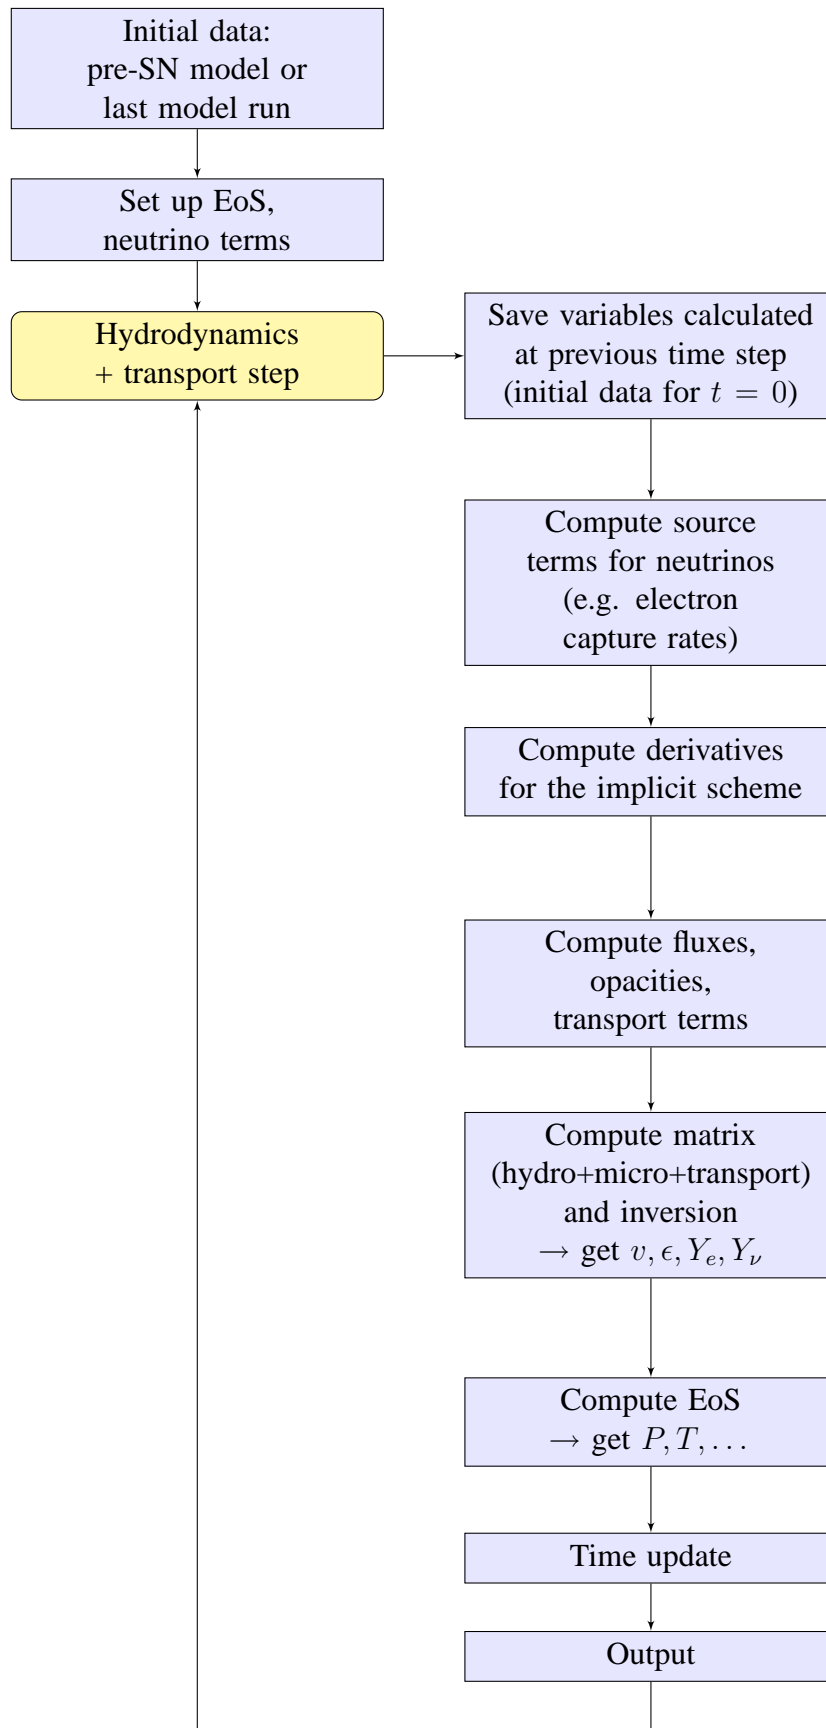 Initial data:
pre-SN model or
last model run
Set up EoS,
neutrino terms
Hydrodynamics
+ transport step
Save variables calculated
at previous time step
(initial data for t = 0)
Compute source
terms for neutrinos
(e.g. electron
capture rates)
Compute derivatives
for the implicit scheme
Compute fluxes,
opacities,
transport terms
Compute matrix
(hydro+micro+transport)
and inversion
→ get v, ϵ, Y_e, Y_ν
Compute EoS
→ get P, T, . . .
Time update
Output